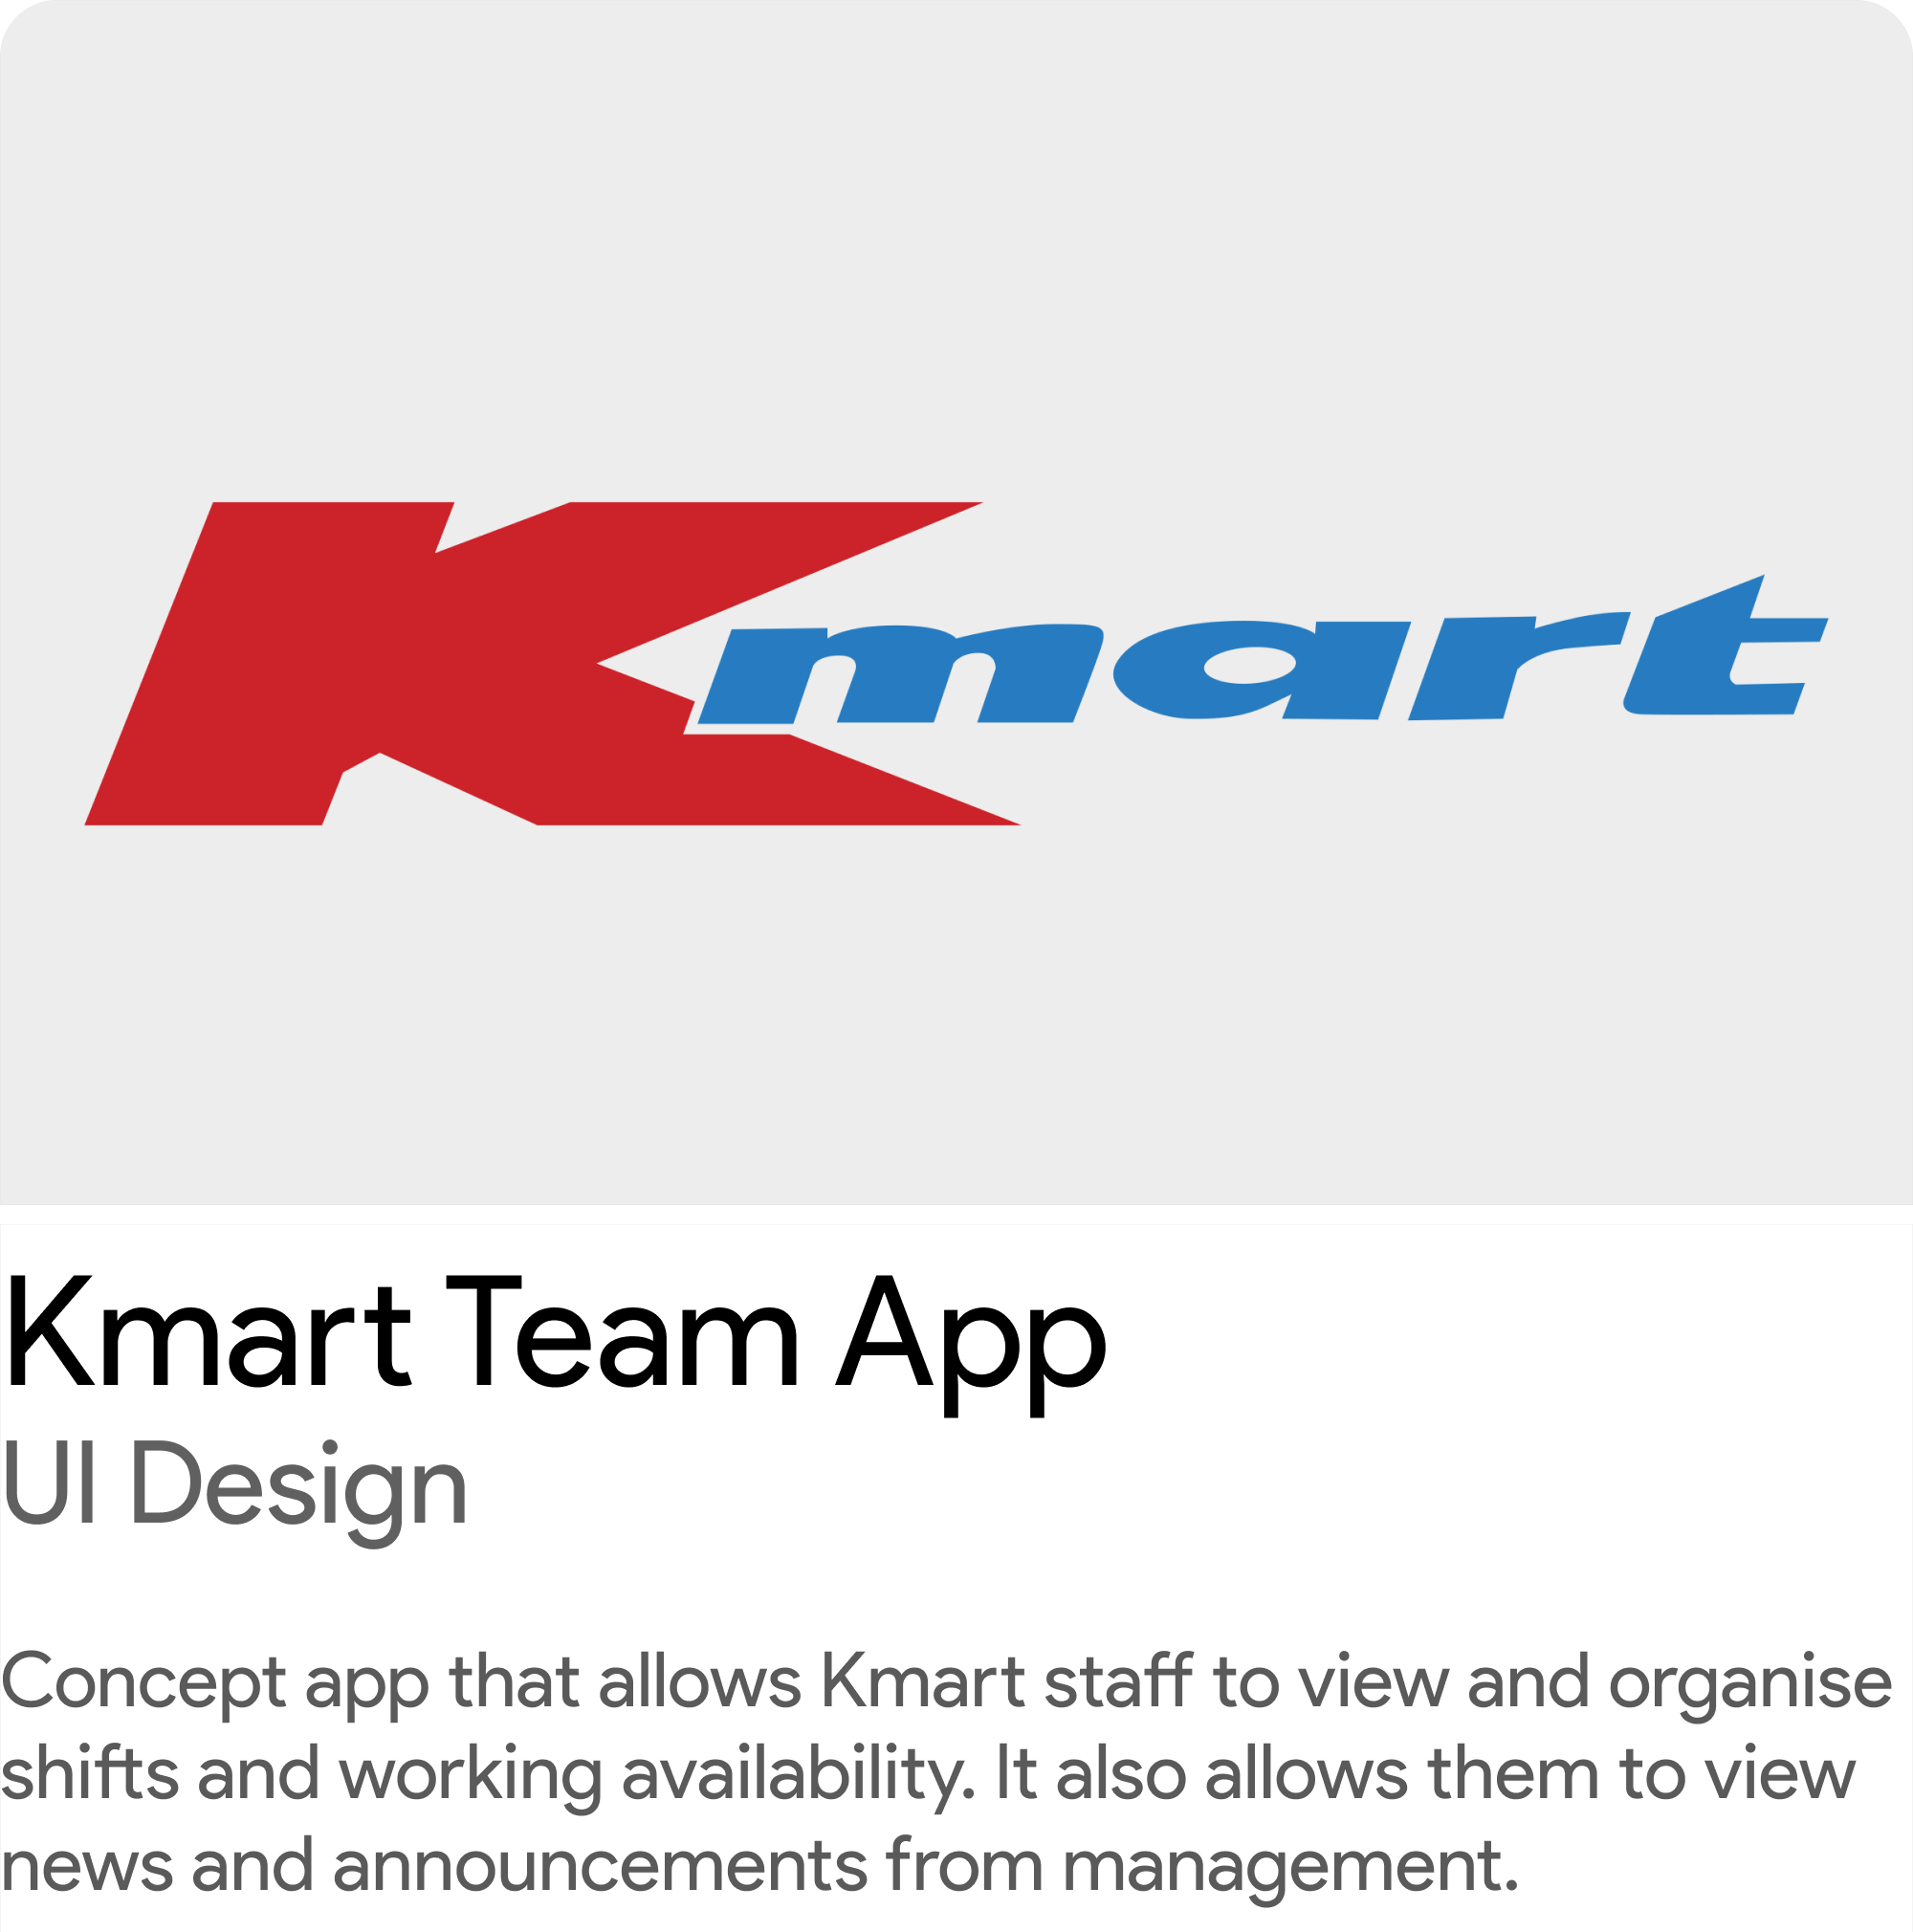 Kmart
Kmart Team App
UI Design
Concept app that allows Kmart staff to view and organise
shifts and working availability. It also allows them to view
news and announcements from management.